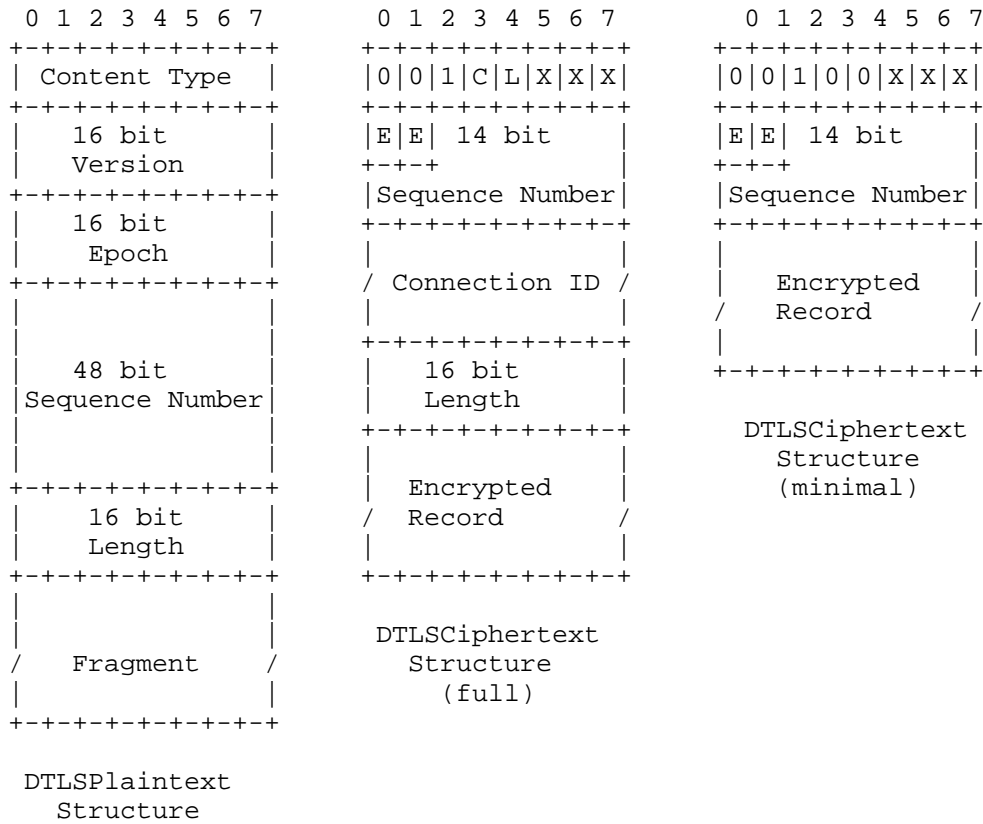 0 1 2 3 4 5 6 7       0 1 2 3 4 5 6 7       0 1 2 3 4 5 6 7
+-+-+-+-+-+-+-+-+     +-+-+-+-+-+-+-+-+     +-+-+-+-+-+-+-+-+
| Content Type  |     |0|0|1|C|L|X|X|X|     |0|0|1|0|0|X|X|X|
+-+-+-+-+-+-+-+-+     +-+-+-+-+-+-+-+-+     +-+-+-+-+-+-+-+-+
|   16 bit      |     |E|E| 14 bit    |     |E|E| 14 bit    |
|   Version     |     +-+-+           |     +-+-+           |
+-+-+-+-+-+-+-+-+     |Sequence Number|     |Sequence Number|
|    16 bit     |     +-+-+-+-+-+-+-+-+     +-+-+-+-+-+-+-+-+
|    Epoch      |     |               |     |               |
+-+-+-+-+-+-+-+-+     / Connection ID /     |   Encrypted   |
|               |     |               |     /   Record      /
|               |     +-+-+-+-+-+-+-+-+     |               |
|   48 bit      |     |   16 bit      |     +-+-+-+-+-+-+-+-+
|Sequence Number|     |   Length      |
|               |     +-+-+-+-+-+-+-+-+       DTLSCiphertext
|               |     |               |         Structure
+-+-+-+-+-+-+-+-+     |  Encrypted    |         (minimal)
|    16 bit     |     /  Record       /
|    Length     |     |               |
+-+-+-+-+-+-+-+-+     +-+-+-+-+-+-+-+-+
|               |
|               |      DTLSCiphertext
/   Fragment    /        Structure
|               |          (full)
+-+-+-+-+-+-+-+-+

 DTLSPlaintext
   Structure